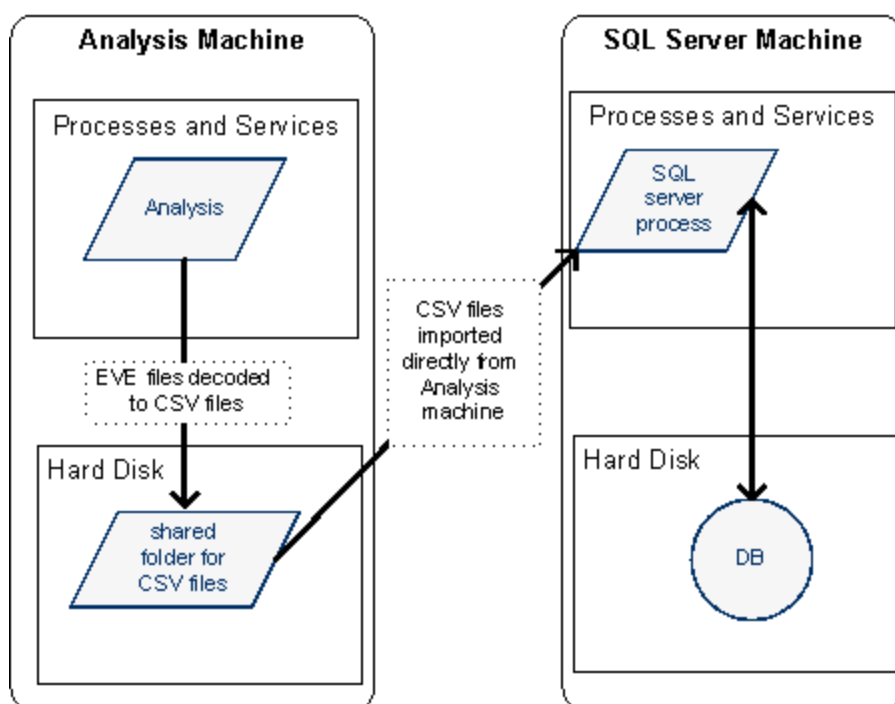 Analysis Machine
Processes and Services
Analysis
EVE files decoded
to CSV files
Hard Disk
shared
folder for
CSV files
CSV files
imported
directly from
Analysis
machine
SQL Server Machine
Processes and Services
SQL
server
process
Hard Disk
DB